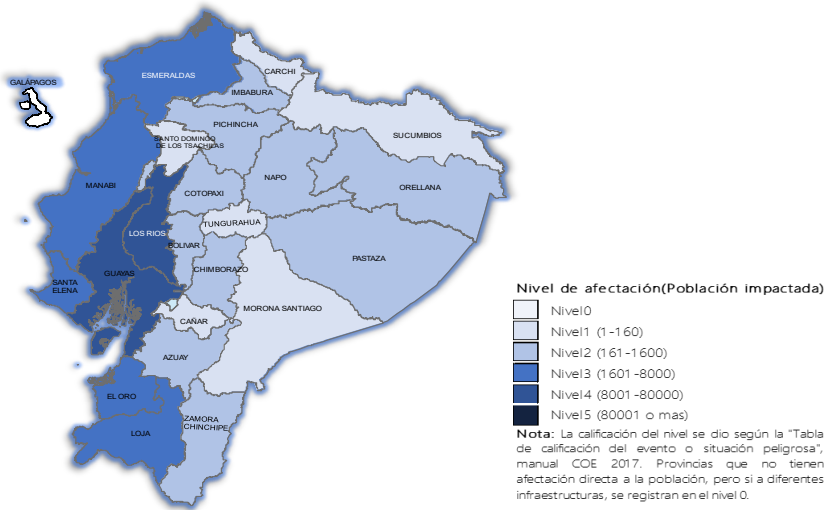 GALÁPAGOS
ESMERALDAS
CARCHI
IMBABURA
PICHINCHA
SANTO DOMINGO
DE LOS TSACHILAS
SUCUMBIOS
MANABI
COTOPAXI
NAPO
ORELLANA
LOS RIOS
BOLIVAR
TUNGURAHUA
PASTAZA
CHIMBORAZO
GUAYAS
SANTA
ELENA
MORONA SANTIAGO
CAÑAR
AZUAY
EL ORO
LOJA
ZAMORA
CHINCHIPE
Nivel de afectación(Población impactada)
Nivel0
Nivel1 (1-160)
Nivel2 (161-1600)
Nivel3 (1601-8000)
Nivel4 (8001-80000)
Nivel5 (80001 o mas)
Nota: La calificación del nivel se dio según la "Tabla
de calificación del evento o situación peligrosa",
manual COE 2017. Provincias que no tienen
afectación directa a la población, pero si a diferentes
infraestructuras, se registran en el nivel 0.